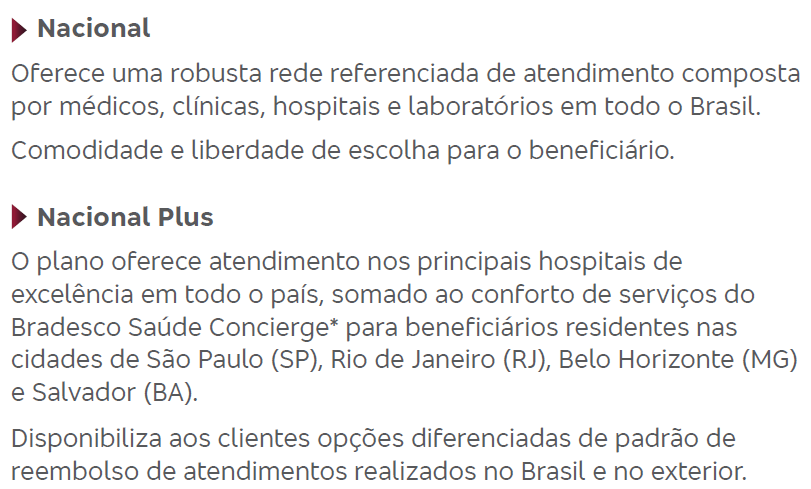 Nacional
Oferece uma robusta rede referenciada de atendimento composta
por médicos, clínicas, hospitais e laboratórios em todo o Brasil.
Comodidade e liberdade de escolha para o beneficiário.
Nacional Plus
O plano oferece atendimento nos principais hospitais de
excelência em todo o país, somado ao conforto de serviços do
Bradesco Saúde Concierge* para beneficiários residentes nas
cidades de São Paulo (SP), Rio de Janeiro (RJ), Belo Horizonte (MG)
e Salvador (BA).
Disponibiliza aos clientes opções diferenciadas de padrão de
reembolso de atendimentos realizados no Brasil e no exterior.